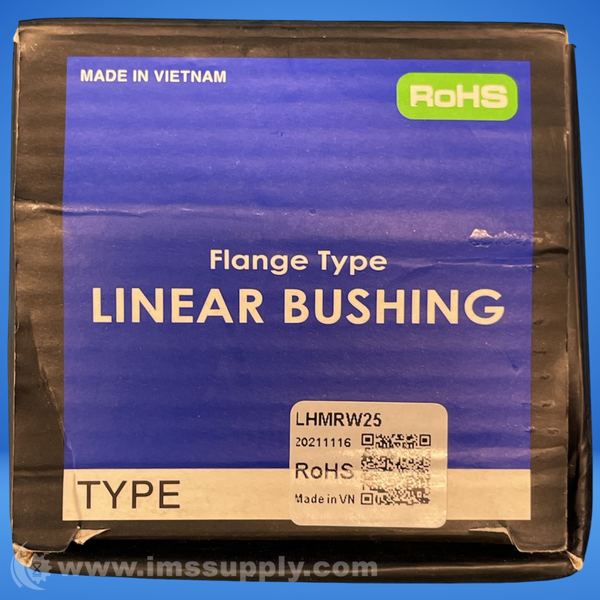 MADE IN VIETNAM
RoHS
Flange Type
LINEAR BUSHING
LHMRW25
20211116
RoHS
Made in VN
TYPE
www.imssupply.com